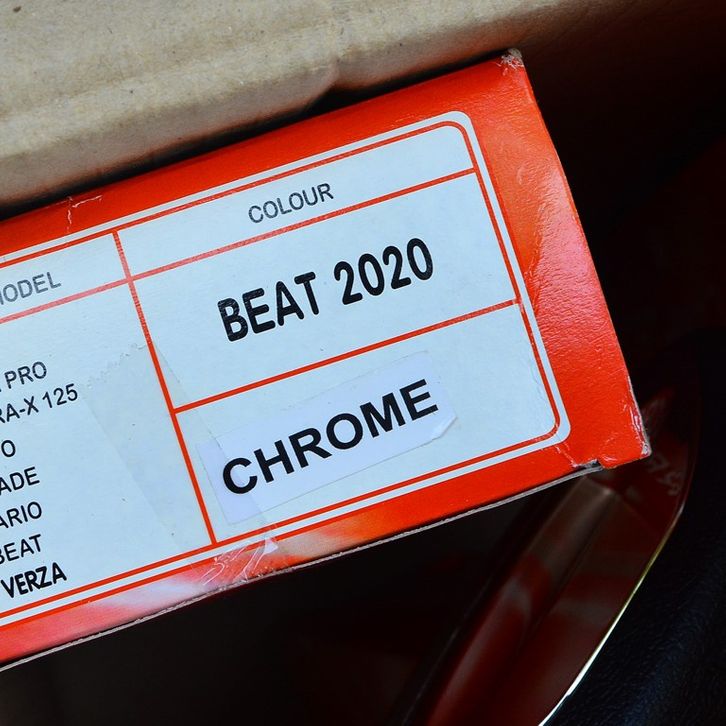 MODEL
PRO
RA-X 125
O
ADE
ARIO
BEAT
VERZA
COLOUR
BEAT 2020
CHROME